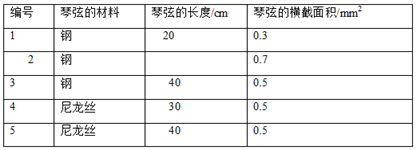 编号 琴弦的材料 琴弦的长度/cm 琴弦的横截面积/mm²
1 钢 20 0.3
2 钢 0.7
3 钢 40 0.5
4 尼龙丝 30 0.5
5 尼龙丝 40 0.5